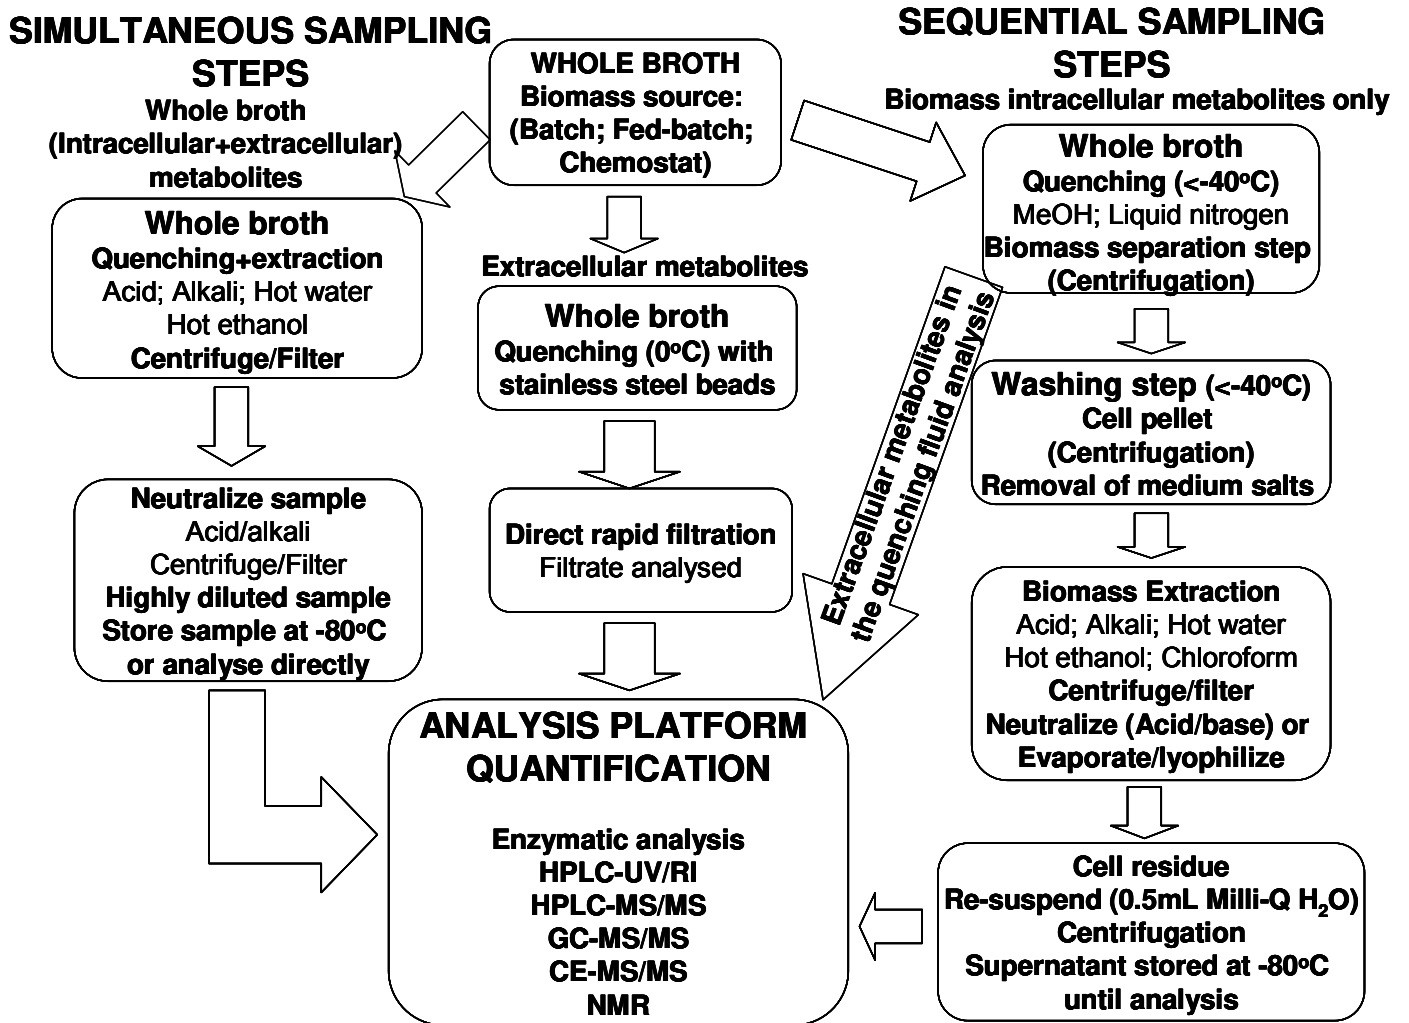 SIMULTANEOUS SAMPLING
STEPS
Whole broth
(Intracellular+extracellular)
metabolites
Whole broth
Quenching+extraction
Acid; Alkali; Hot water
Hot ethanol
Centrifuge/Filter
Neutralize sample
Acid/alkali
Centrifuge/Filter
Highly diluted sample
Store sample at -80ºC
or analyse directly
WHOLE BROTH
Biomass source:
(Batch; Fed-batch;
Chemostat)
Extracellular metabolites
Whole broth
Quenching (0ºC) with
stainless steel beads
Direct rapid filtration
Filtrate analysed
Extracellular metabolites in
the quenching fluid analysis
SEQUENTIAL SAMPLING
STEPS
Biomass intracellular metabolites only
Whole broth
Quenching (<-40ºC)
MeOH; Liquid nitrogen
Biomass separation step
(Centrifugation)
Washing step (<-40ºC)
Cell pellet
(Centrifugation)
Removal of medium salts
Biomass Extraction
Acid; Alkali; Hot water
Hot ethanol; Chloroform
Centrifuge/filter
Neutralize (Acid/base) or
Evaporate/lyophilize
Cell residue
Re-suspend (0.5mL Milli-Q H₂O)
Centrifugation
Supernatant stored at -80ºC
until analysis
ANALYSIS PLATFORM
QUANTIFICATION
Enzymatic analysis
HPLC-UV/RI
HPLC-MS/MS
GC-MS/MS
CE-MS/MS
NMR